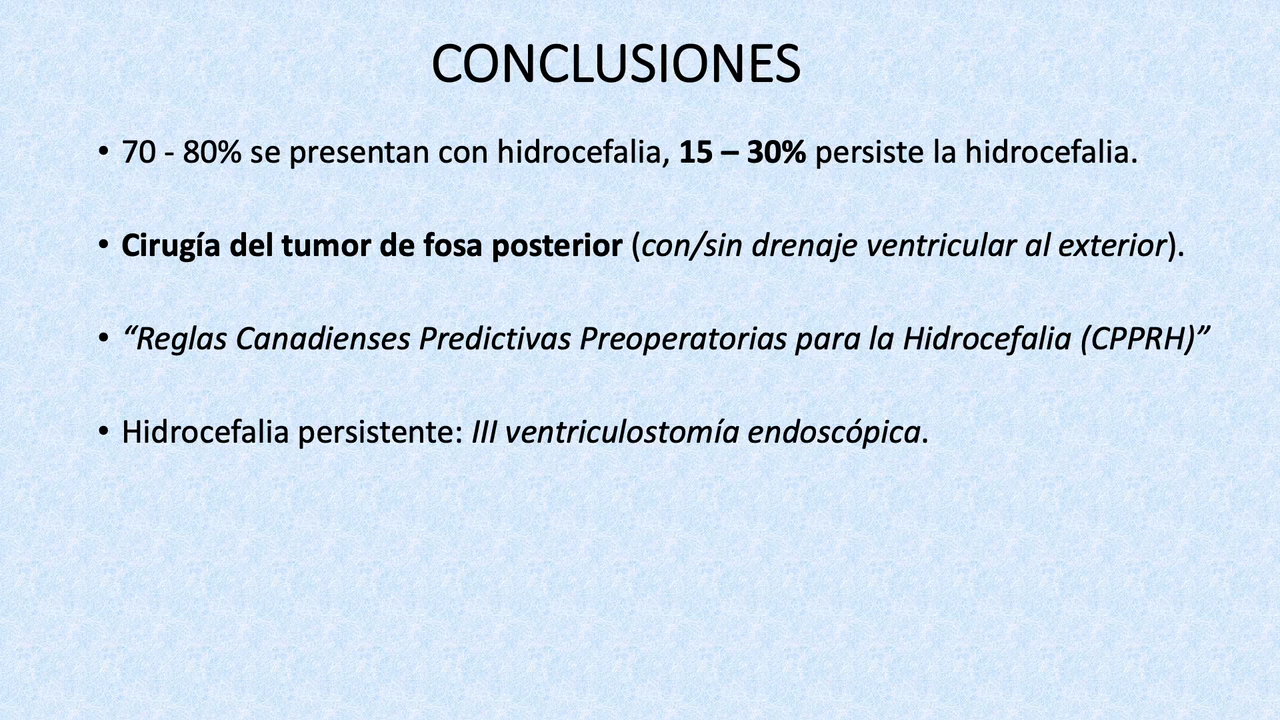 CONCLUSIONES
• 70 - 80% se presentan con hidrocefalia, 15 – 30% persiste la hidrocefalia.
• Cirugía del tumor de fosa posterior (con/sin drenaje ventricular al exterior).
• “Reglas Canadienses Predictivas Preoperatorias para la Hidrocefalia (CPPRH)”
• Hidrocefalia persistente: III ventriculostomía endoscópica.